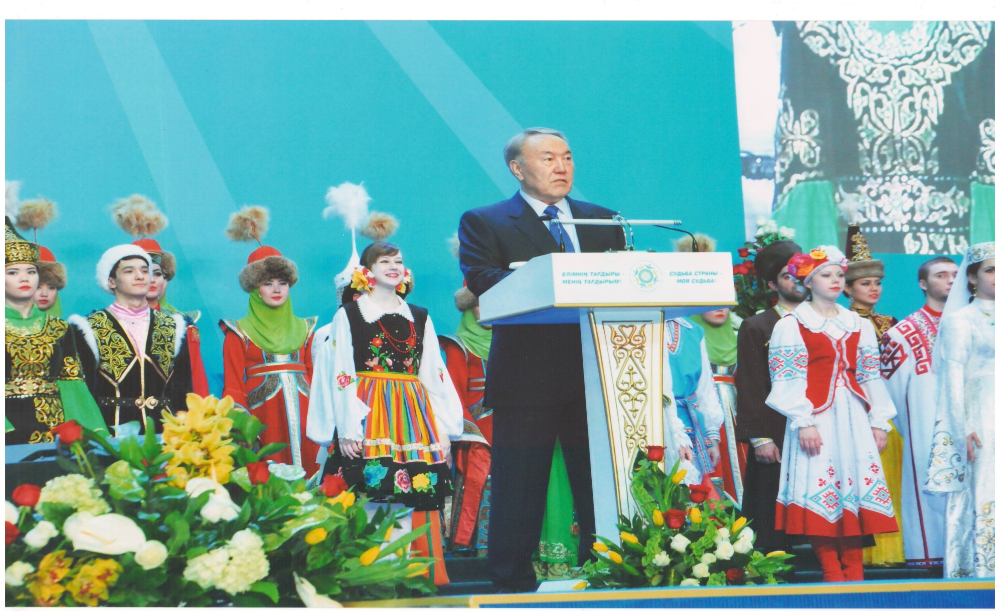 ЕЛІМНІҢ ТАҒДЫРЫ -
МЕНІҢ ТАҒДЫРЫМ!
СУДЬБА СТРАНЫ -
МОЯ СУДЬБА!